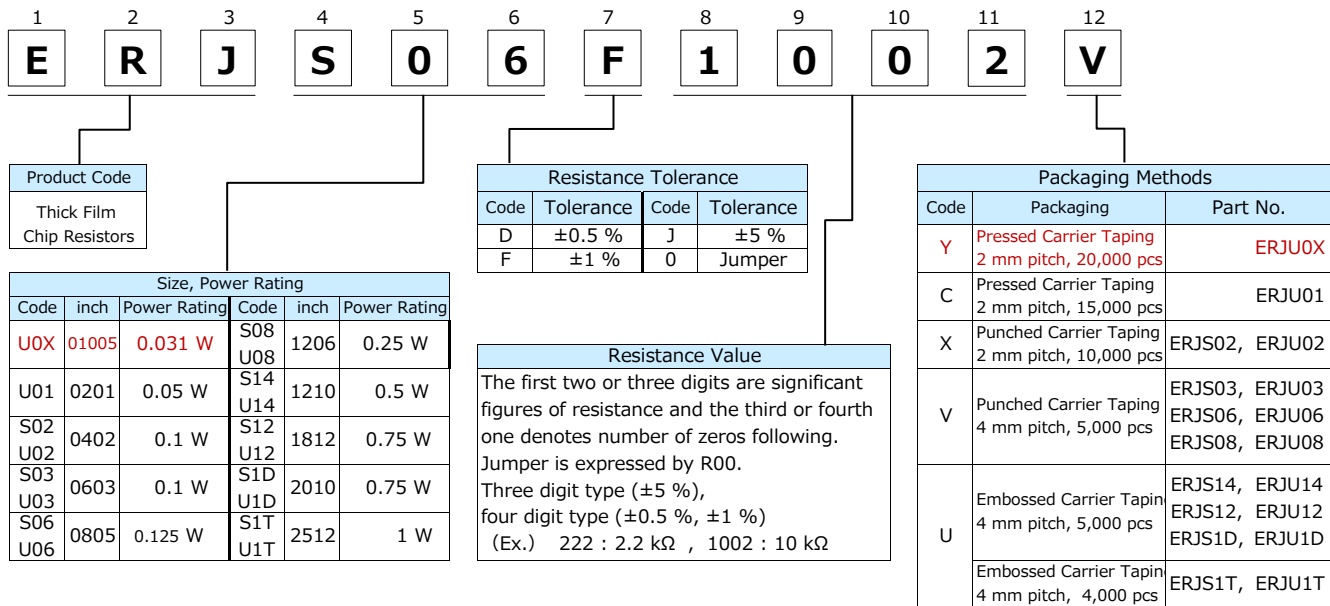 1 2 3 4 5 6 7 8 9 10 11 12
E R J S 0 6 F 1 0 0 2 V
Product Code
Thick Film
Chip Resistors
Size, Power Rating
Code inch Power Rating Code inch Power Rating
U0X 01005 0.031 W S08 U08 1206 0.25 W
U01 0201 0.05 W S14 U14 1210 0.5 W
S02 U02 0402 0.1 W S12 U12 1812 0.75 W
S03 U03 0603 0.1 W S1D U1D 2010 0.75 W
S06 U06 0805 0.125 W S1T U1T 2512 1 W
Resistance Tolerance
Code Tolerance Code Tolerance
D ±0.5 % J ±5 %
F ±1 % 0 Jumper
Resistance Value
The first two or three digits are significant
figures of resistance and the third or fourth
one denotes number of zeros following.
Jumper is expressed by R00.
Three digit type (±5 %),
four digit type (±0.5 %, ±1 %)
(Ex.) 222 : 2.2 kΩ , 1002 : 10 kΩ
Packaging Methods
Code Packaging Part No.
Y Pressed Carrier Taping
2 mm pitch, 20,000 pcs ERJU0X
C Pressed Carrier Taping
2 mm pitch, 15,000 pcs ERJU01
X Punched Carrier Taping
2 mm pitch, 10,000 pcs ERJS02, ERJU02
V Punched Carrier Taping
4 mm pitch, 5,000 pcs
ERJS03, ERJU03
ERJS06, ERJU06
ERJS08, ERJU08
U Embossed Carrier Tapin
4 mm pitch, 5,000 pcs
ERJS14, ERJU14
ERJS12, ERJU12
ERJS1D, ERJU1D
Embossed Carrier Tapin
4 mm pitch, 4,000 pcs ERJS1T, ERJU1T